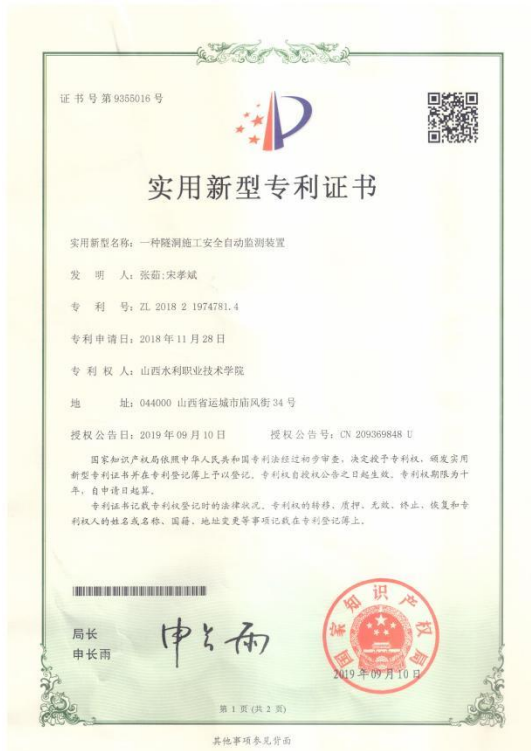 证书号第9355016号
实用新型专利证书
实用新型名称：一种隧洞施工安全自动监测装置
发明人：张茹;宋孝斌
专利号：ZL 2018 2 1974781.4
专利申请日：2018年11月28日
专利权人：山西水利职业技术学院
地址：044000 山西省运城市庙风街34号
授权公告日：2019年09月10日 授权公告号：CN 209369848 U
国家知识产权局依照中华人民共和国专利法经过初步审查，决定授予专利权，颁发实用
新型专利证书并在专利登记簿上予以登记。专利权自授权公告之日起生效。专利权期限为十
年，自申请日起算。
专利证书记载专利权登记时的法律状况。专利权的转移、质押、无效、终止、恢复和专
利权人的姓名或名称、国籍、地址变更等事项记载在专利登记簿上。
局长
申长雨
申长雨
国家知识产权局
2019年09月10日
第 1 页 (共 2 页)
其他事项参见背面